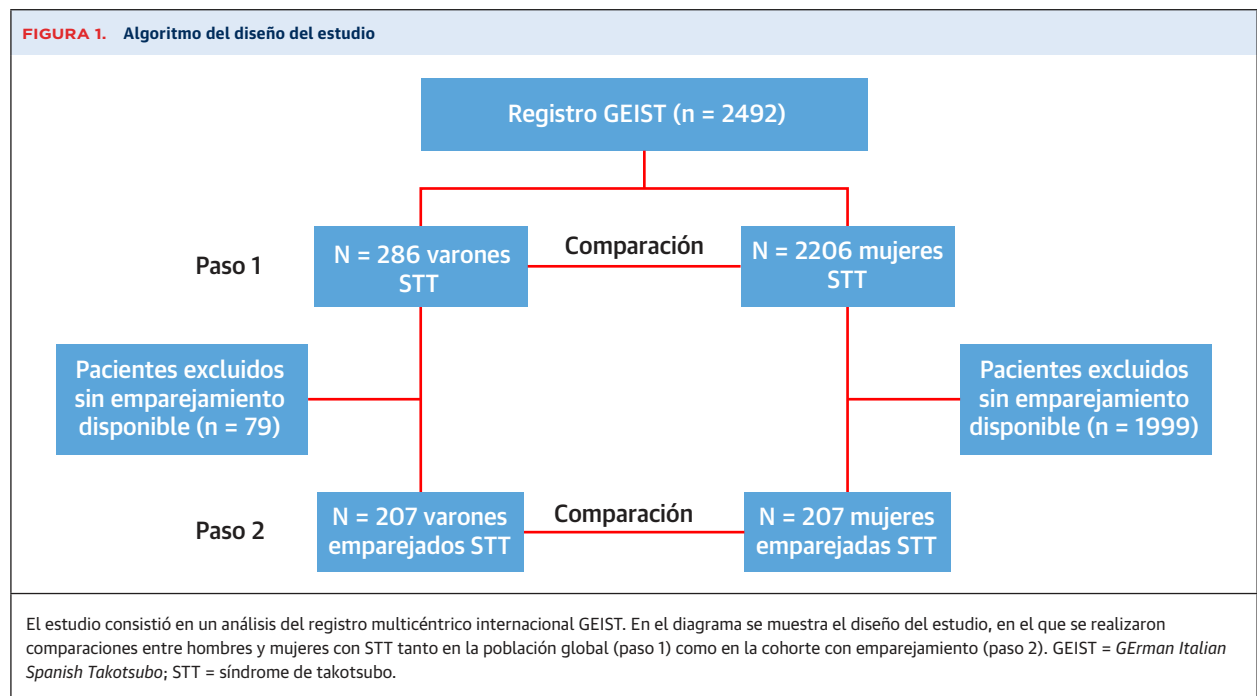 FIGURA 1. Algoritmo del diseño del estudio
Registro GEIST (n = 2492)
Paso 1
N = 286 varones
STT
Comparación
N = 2206 mujeres
STT
Pacientes excluidos
sin emparejamiento
disponible (n = 79)
Pacientes excluidos
sin emparejamiento
disponible (n = 1999)
Paso 2
N = 207 varones
emparejados STT
Comparación
N = 207 mujeres
emparejadas STT
El estudio consistió en un análisis del registro multicéntrico internacional GEIST. En el diagrama se muestra el diseño del estudio, en el que se realizaron
comparaciones entre hombres y mujeres con STT tanto en la población global (paso 1) como en la cohorte con emparejamiento (paso 2). GEIST = GErman Italian
Spanish Takotsubo; STT = síndrome de takotsubo.